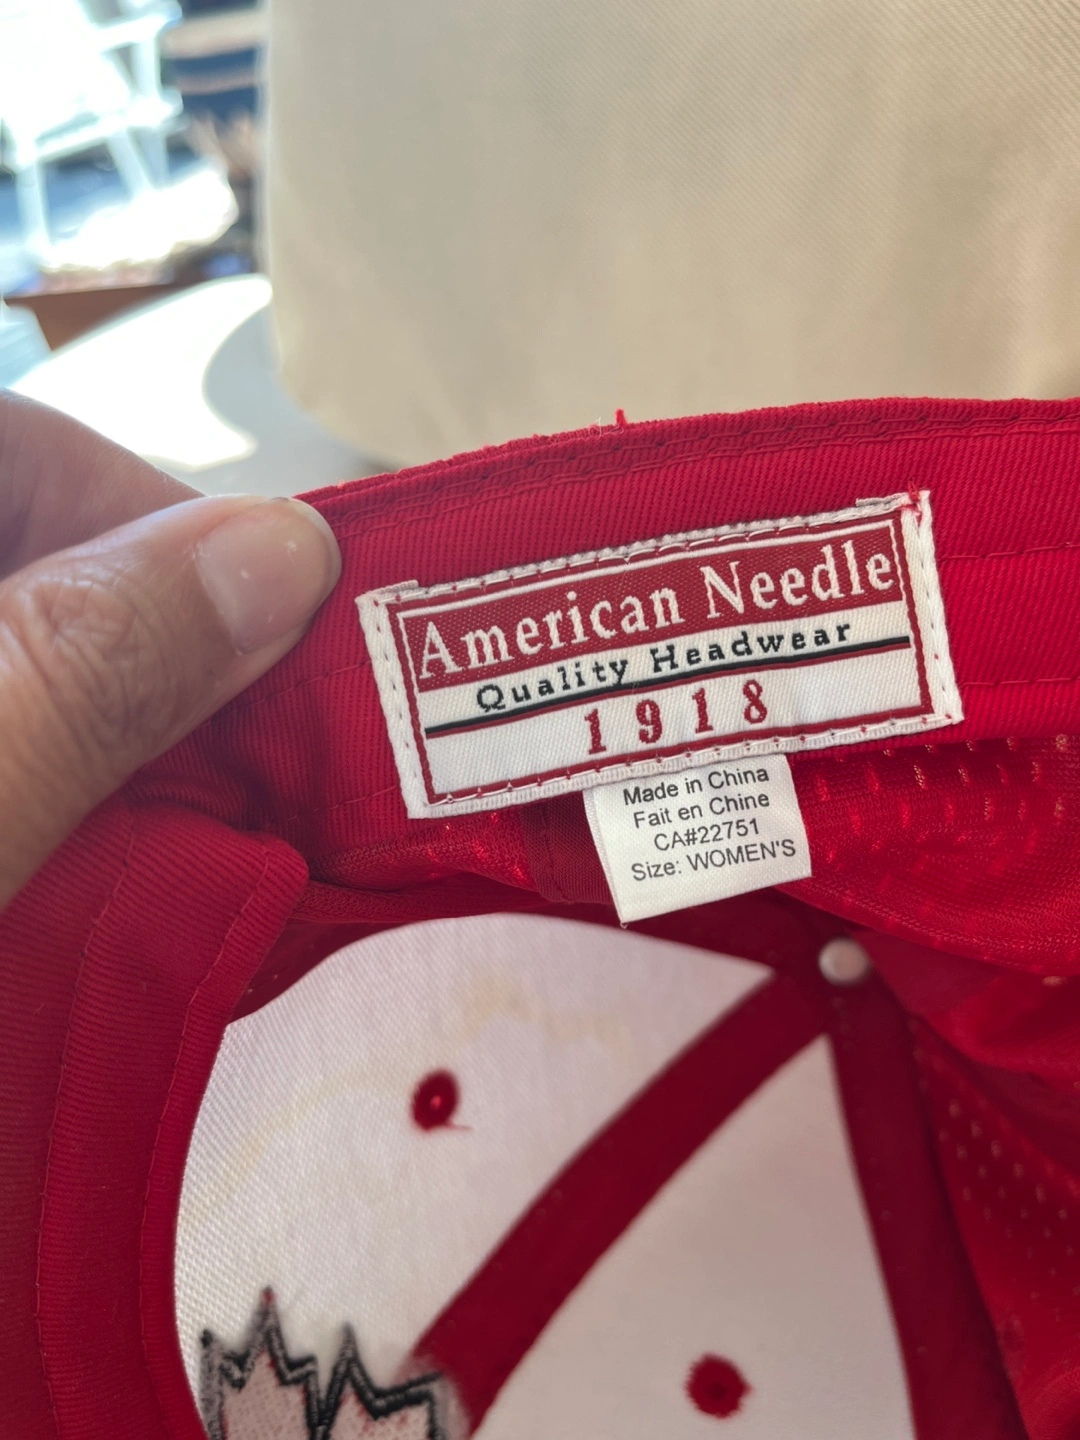 American Needle
Quality Headwear
1918
Made in China
Fait en Chine
CA#22751
Size: WOMEN'S